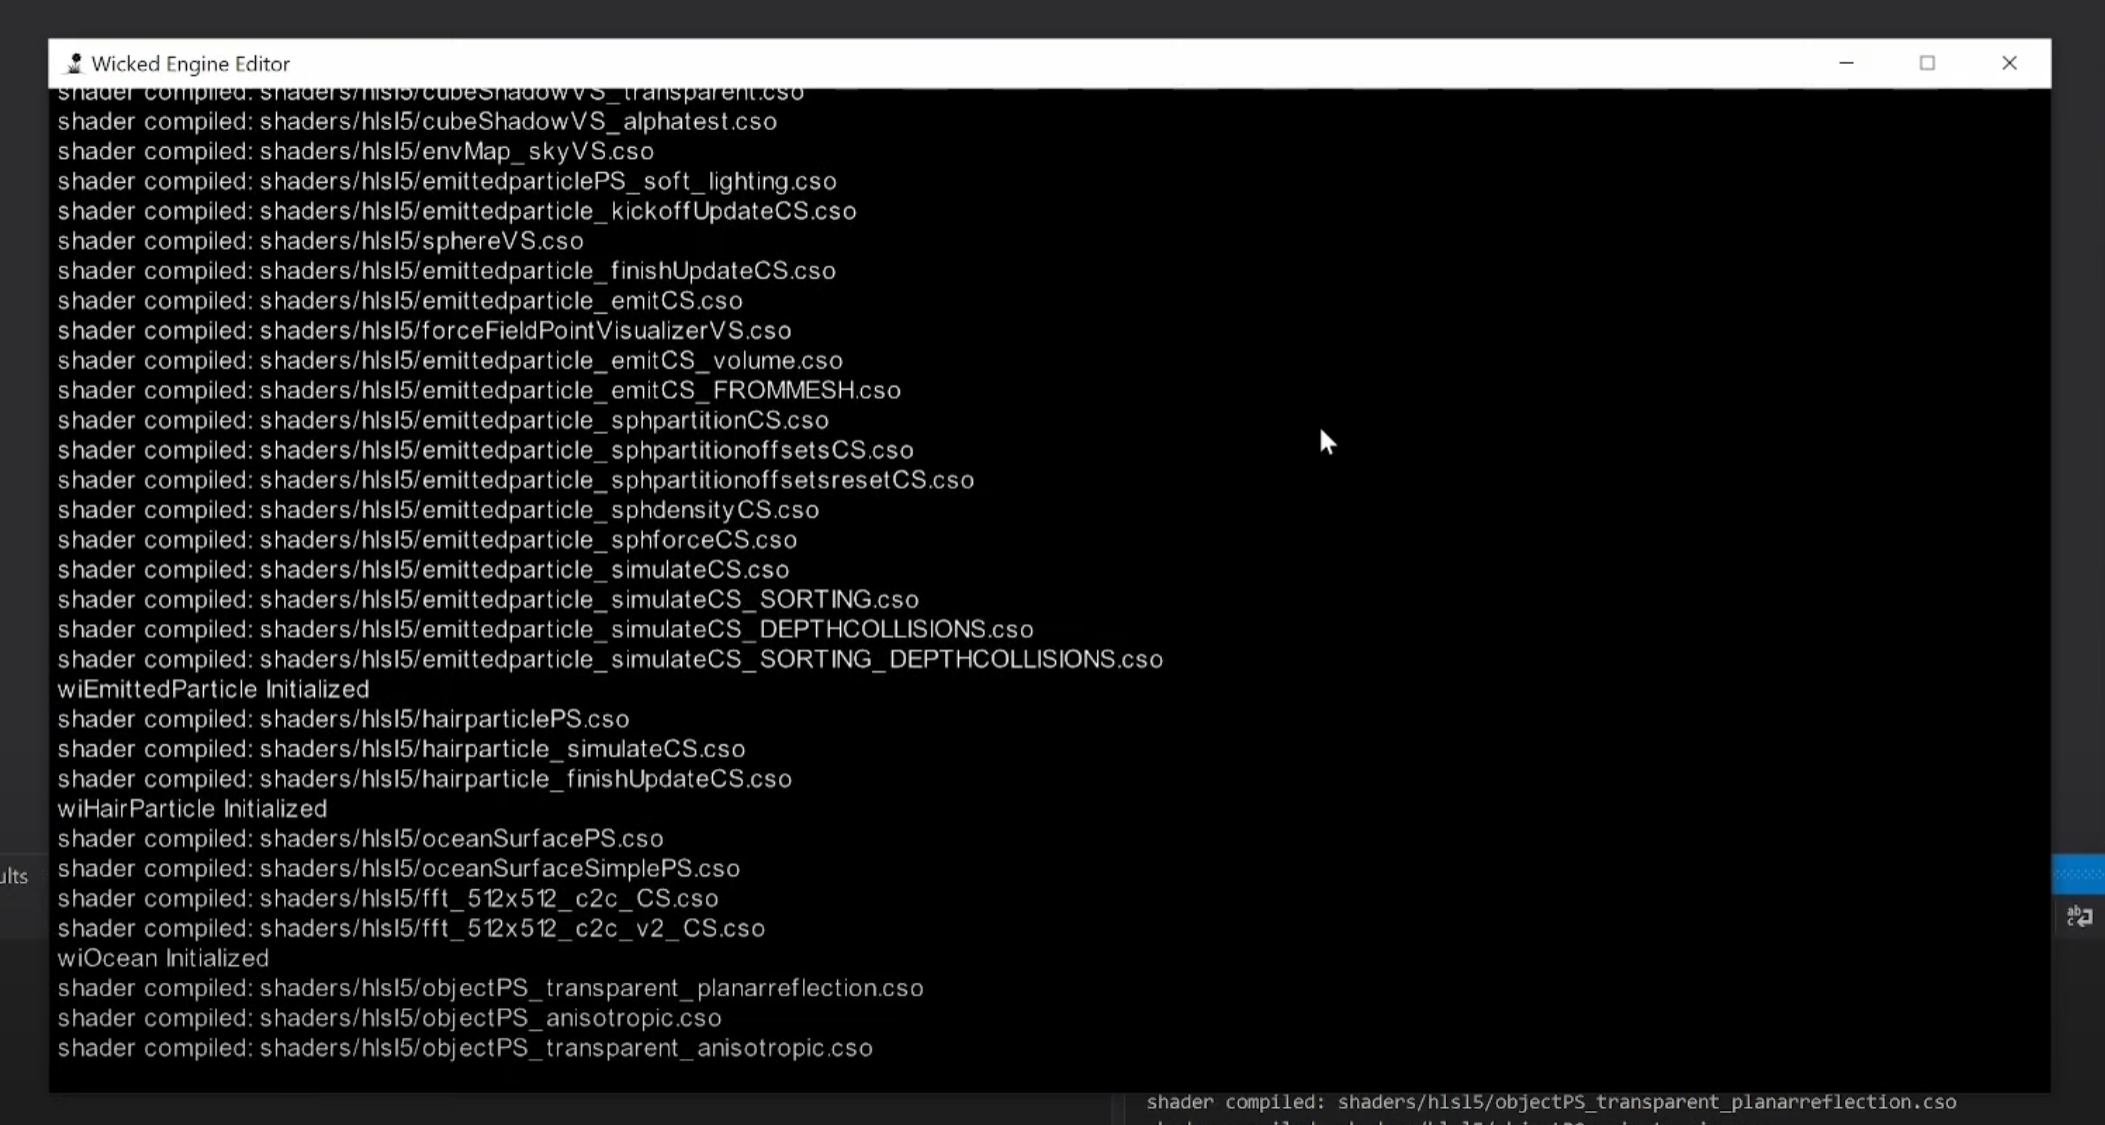 Wicked Engine Editor
shader compiled: shaders/hlsl5/cubeShadowVS_transparent.cso
shader compiled: shaders/hlsl5/cubeShadowVS_alphatest.cso
shader compiled: shaders/hlsl5/envMap_skyVS.cso
shader compiled: shaders/hlsl5/emittedparticlePS_soft_lighting.cso
shader compiled: shaders/hlsl5/emittedparticle_kickoffUpdateCS.cso
shader compiled: shaders/hlsl5/sphereVS.cso
shader compiled: shaders/hlsl5/emittedparticle_finishUpdateCS.cso
shader compiled: shaders/hlsl5/emittedparticle_emitCS.cso
shader compiled: shaders/hlsl5/forceFieldPointVisualizerVS.cso
shader compiled: shaders/hlsl5/emittedparticle_emitCS_volume.cso
shader compiled: shaders/hlsl5/emittedparticle_emitCS_FROMMESH.cso
shader compiled: shaders/hlsl5/emittedparticle_sphpartitionCS.cso
shader compiled: shaders/hlsl5/emittedparticle_sphpartitionoffsetsCS.cso
shader compiled: shaders/hlsl5/emittedparticle_sphpartitionoffsetsresetCS.cso
shader compiled: shaders/hlsl5/emittedparticle_sphdensityCS.cso
shader compiled: shaders/hlsl5/emittedparticle_sphforceCS.cso
shader compiled: shaders/hlsl5/emittedparticle_simulateCS.cso
shader compiled: shaders/hlsl5/emittedparticle_simulateCS_SORTING.cso
shader compiled: shaders/hlsl5/emittedparticle_simulateCS_DEPTHCOLLISIONS.cso
shader compiled: shaders/hlsl5/emittedparticle_simulateCS_SORTING_DEPTHCOLLISIONS.cso
wiEmittedParticle Initialized
shader compiled: shaders/hlsl5/hairparticlePS.cso
shader compiled: shaders/hlsl5/hairparticle_simulateCS.cso
shader compiled: shaders/hlsl5/hairparticle_finishUpdateCS.cso
wiHairParticle Initialized
shader compiled: shaders/hlsl5/oceanSurfacePS.cso
shader compiled: shaders/hlsl5/oceanSurfaceSimplePS.cso
ults
shader compiled: shaders/hlsl5/fft_512x512_c2c_CS.cso
shader compiled: shaders/hlsl5/fft_512x512_c2c_v2_CS.cso
wiOcean Initialized
shader compiled: shaders/hlsl5/objectPS_transparent_planarreflection.cso
shader compiled: shaders/hlsl5/objectPS_anisotropic.cso
shader compiled: shaders/hlsl5/objectPS_transparent_anisotropic.cso
shader compiled: shaders/hlsl5/objectPS_transparent_planarreflection.cso